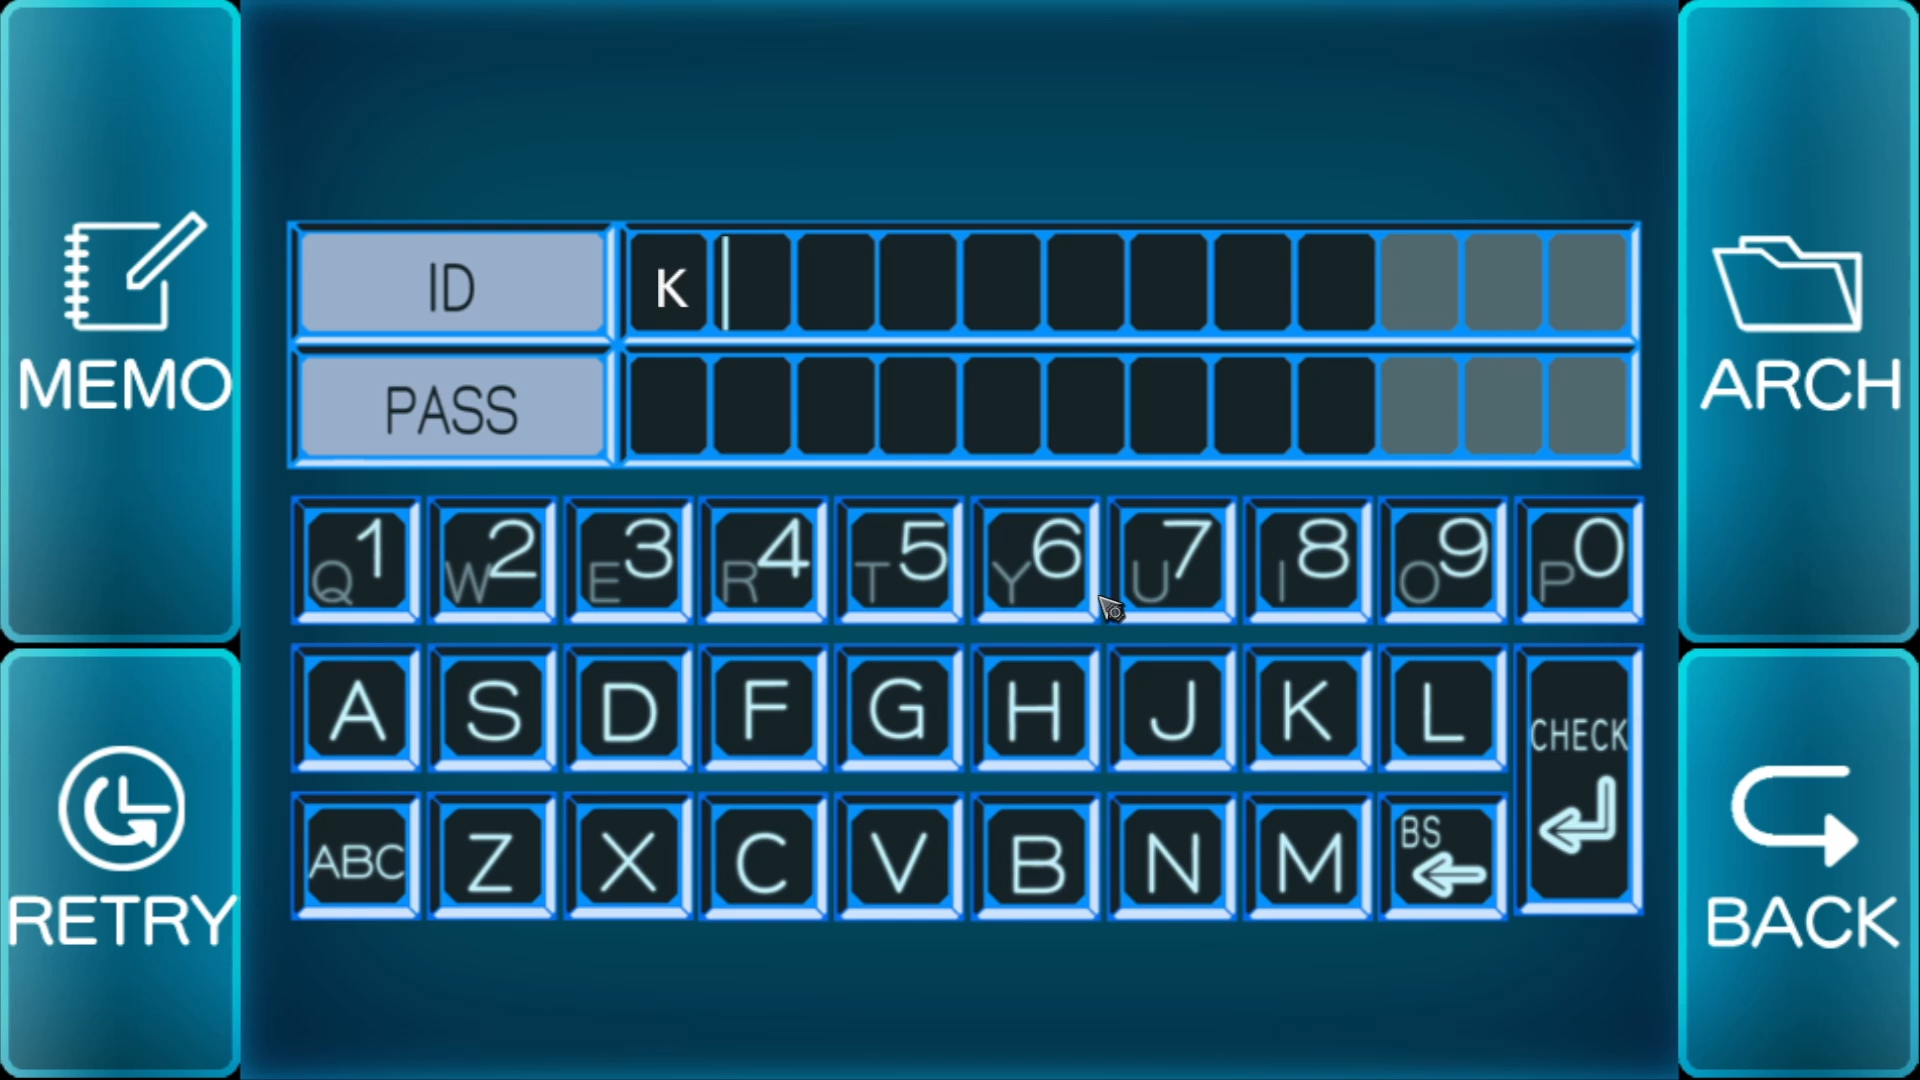 MEMO
RETRY
ID K
PASS
Q1 W2 E3 R4 T5 Y6 U7 I8 O9 P0
A S D F G H J K L
CHECK
ABC Z X C V B N M BS
ARCH
BACK